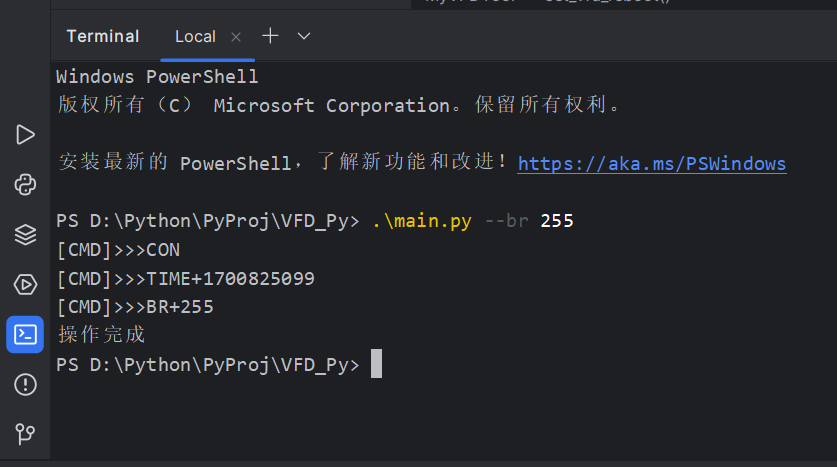 Terminal Local × +
Windows PowerShell
版权所有（C） Microsoft Corporation。保留所有权利。
安装最新的 PowerShell，了解新功能和改进！https://aka.ms/PSWindows
PS D:\Python\PyProj\VFD_Py> .\main.py --br 255
[CMD]>>>CON
[CMD]>>>TIME+1700825099
[CMD]>>>BR+255
操作完成
PS D:\Python\PyProj\VFD_Py>